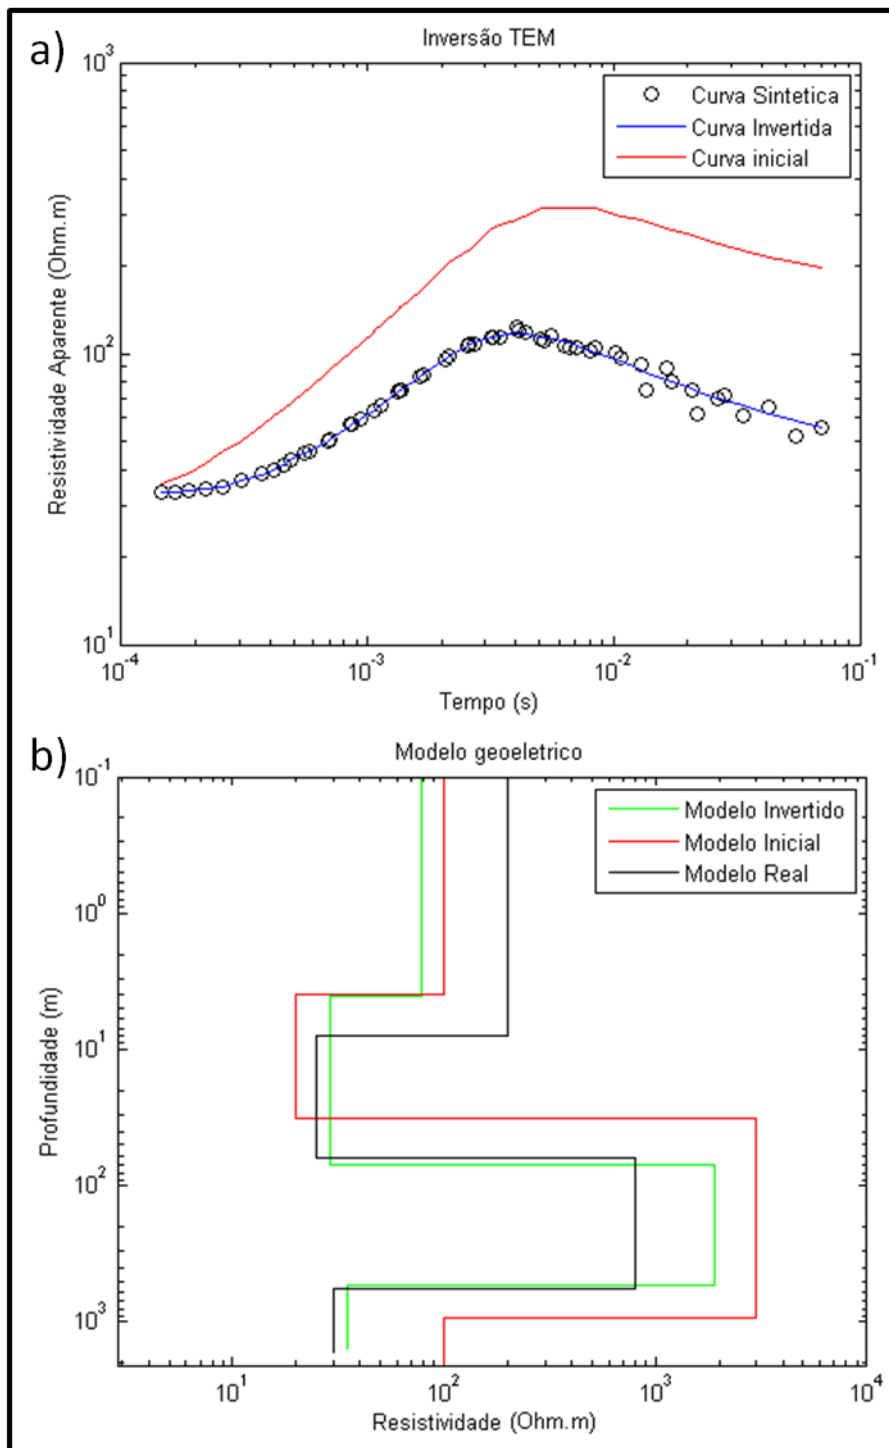 a)
Inversão TEM
10^3
10^2
10^1
Resistividade Aparente (Ohm.m)
Curva Sintetica
Curva Invertida
Curva inicial
10^-4
10^-3
10^-2
10^-1
Tempo (s)
b)
Modelo geoeletrico
10^-1
10^0
10^1
10^2
10^3
Profundidade (m)
Modelo Invertido
Modelo Inicial
Modelo Real
10^1
10^2
10^3
10^4
Resistividade (Ohm.m)